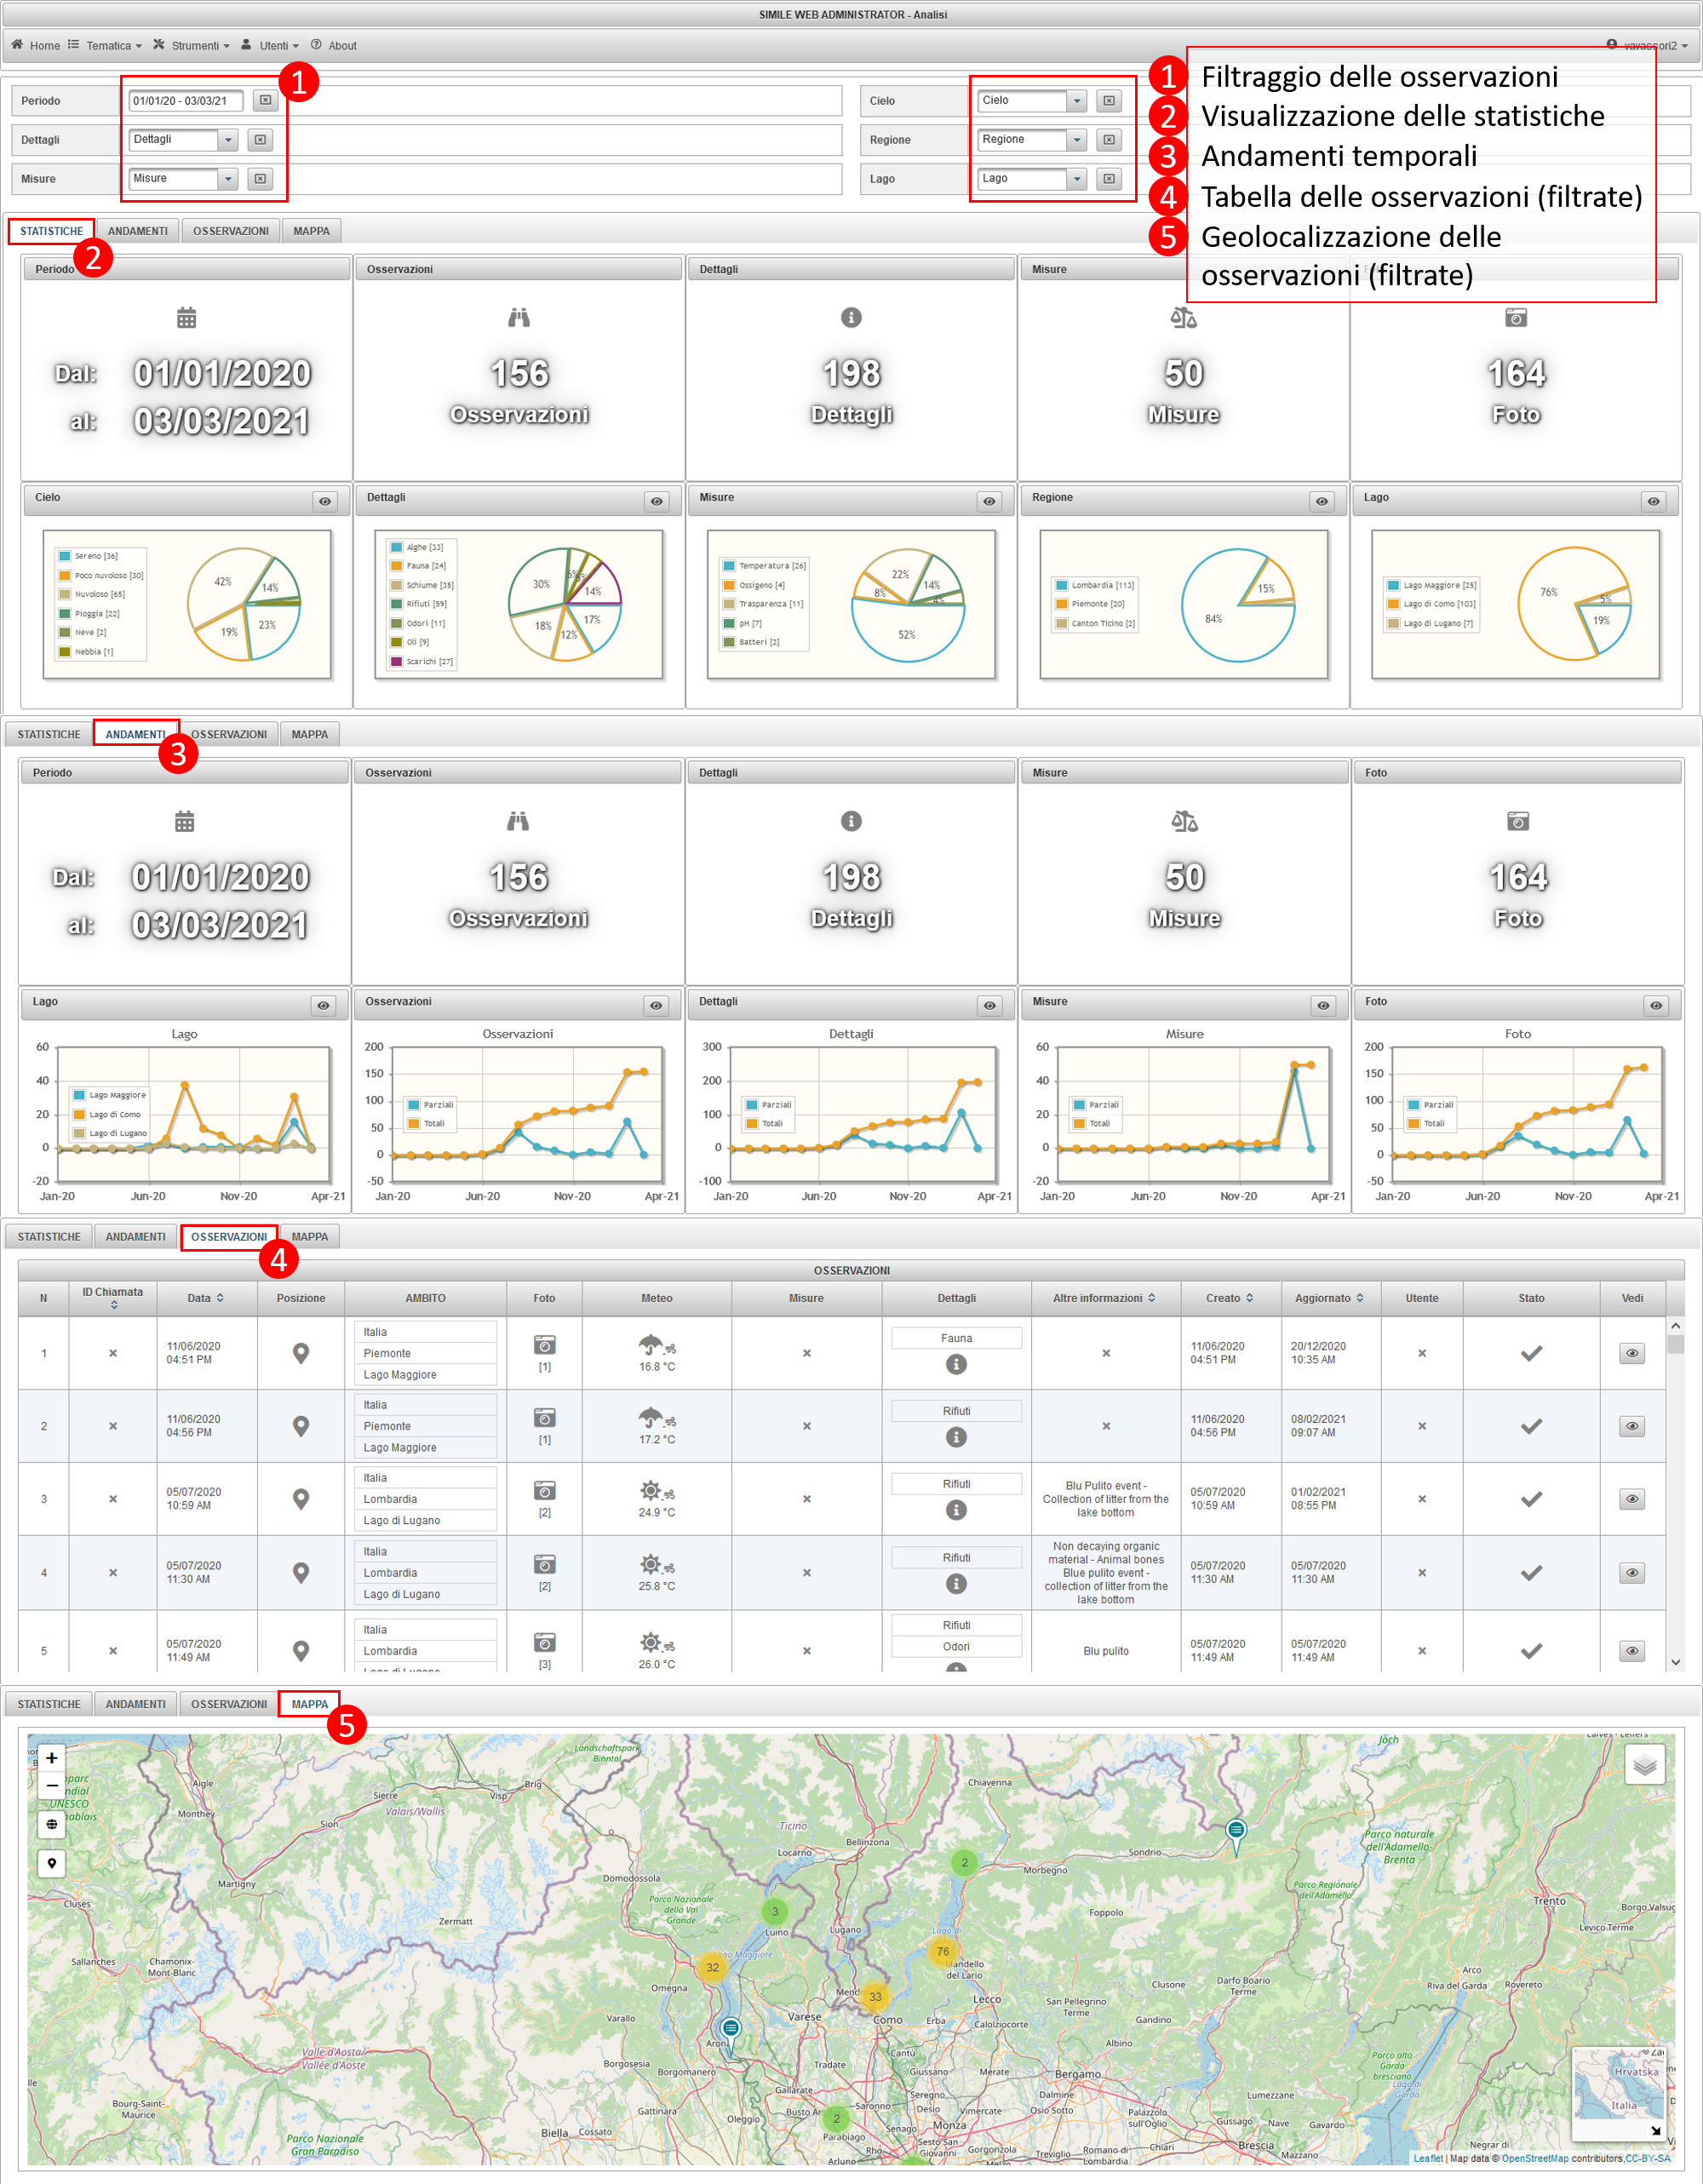 SIMILE WEB ADMINISTRATOR - Analisi
Home Tematica Strumenti Utenti About vavassori2
1 Filtraggio delle osservazioni
2 Visualizzazione delle statistiche
3 Andamenti temporali
4 Tabella delle osservazioni (filtrate)
5 Geolocalizzazione delle
osservazioni (filtrate)
1
Periodo 01/01/20 - 03/03/21 Cielo Cielo
Dettagli Dettagli Regione Regione
Misure Misure Lago Lago
STATISTICHE ANDAMENTI OSSERVAZIONI MAPPA
2
Periodo Osservazioni Dettagli Misure
Dal: 01/01/2020 156 198 50 164
al: 03/03/2021 Osservazioni Dettagli Misure Foto
Cielo Dettagli Misure Regione Lago
Sereno [36]
Poco nuvoloso [30]
Nuvoloso [65]
Pioggia [22]
Neve [2]
Nebbia [1]
42% 14% 19% 23%
Alghe [33]
Fauna [24]
Schiume [35]
Rifiuti [59]
Odori [11]
Oli [9]
Scarichi [27]
30% 14% 18% 12% 17%
Temperatura [26]
Ossigeno [4]
Trasparenza [11]
pH [7]
Batteri [2]
22% 14% 8% 4% 52%
Lombardia [113]
Piemonte [20]
Canton Ticino [2]
15% 84%
Lago Maggiore [25]
Lago di Como [103]
Lago di Lugano [7]
76% 5% 19%
STATISTICHE ANDAMENTI OSSERVAZIONI MAPPA
3
Periodo Osservazioni Dettagli Misure Foto
Dal: 01/01/2020 156 198 50 164
al: 03/03/2021 Osservazioni Dettagli Misure Foto
Lago Osservazioni Dettagli Misure Foto
Lago
60
40
20
0
-20
Lago Maggiore
Lago di Como
Lago di Lugano
Jan-20 Jun-20 Nov-20 Apr-21
Osservazioni
200
150
100
50
0
-50
Parziali
Totali
Jan-20 Jun-20 Nov-20 Apr-21
Dettagli
300
200
100
0
-100
Parziali
Totali
Jan-20 Jun-20 Nov-20 Apr-21
Misure
60
40
20
0
-20
Parziali
Totali
Jan-20 Jun-20 Nov-20 Apr-21
Foto
200
150
100
50
0
-50
Parziali
Totali
Jan-20 Jun-20 Nov-20 Apr-21
STATISTICHE ANDAMENTI OSSERVAZIONI MAPPA
4
OSSERVAZIONI
N ID Chiamata Data Posizione AMBITO Foto Meteo Misure Dettagli Altre informazioni Creato Aggiornato Utente Stato Vedi
1 11/06/2020 04:51 PM Italia Piemonte Lago Maggiore [1] 16.8 °C Fauna 11/06/2020 04:51 PM 20/12/2020 10:35 AM
2 11/06/2020 04:56 PM Italia Piemonte Lago Maggiore [1] 17.2 °C Rifiuti 11/06/2020 04:56 PM 08/02/2021 09:07 AM
3 05/07/2020 10:59 AM Italia Lombardia Lago di Lugano [2] 24.9 °C Rifiuti Blu Pulito event - Collection of litter from the lake bottom 05/07/2020 10:59 AM 01/02/2021 08:55 PM
4 05/07/2020 11:30 AM Italia Lombardia Lago di Lugano [2] 25.8 °C Rifiuti Non decaying organic material - Animal bones Blue pulito event - collection of litter from the lake bottom 05/07/2020 11:30 AM 05/07/2020 11:30 AM
5 05/07/2020 11:49 AM Italia Lombardia [3] 26.0 °C Rifiuti Odori Blu pulito 05/07/2020 11:49 AM 05/07/2020 11:49 AM
STATISTICHE ANDAMENTI OSSERVAZIONI MAPPA
5
Landschaftspark Binntal
Jöch
Aigle
Sierre
Visp
Brig
Chiavenna
UNESCO
Monthey
Sion
Valais/Wallis
Ticino
Bellinzona
Locarno
Sondrio
Parco naturale dell'Adamello-Brenta
2
Morbegno
Martigny
Domodossola
Parco Nazionale della Val Grande
Parco Regionale dell'Adamello
Trento
Cluses
3
Luino
Lugano
Foppolo
Borgo Valsug
Levico Terme
Zermatt
Sallanches
Chamonix-Mont-Blanc
32
Lago Maggiore
76
Mandello del Lario
Omegna
33
Lecco
Clusone
Darfo Boario Terme
Arco
Riva del Garda
Rovereto
San Pellegrino Terme
Varallo
Varese
Como
Erba
Calolziocorte
Gandino
Albino
Valle d'Aosta/
Vallée d'Aoste
Borgosesia
Borgomanero
Cantù
Tradate
Giussano
Merate
Bergamo
Parco alto Garda bresciano
Lago di Garda
Hrvatska
Italia
Bourg-Saint-Maurice
Gallarate
Seregno
Desio
Vimercate
Dalmine
Osio Sotto
Palazzolo sull'Oglio
Lumezzane
Gattinara
Oleggio
Busto Ar
Saronno
Senago
Monza
Gussago
Nave
Gavardo
2
Parabiago
Biella
Cossato
Sesto San Giovanni
Gorgonzola
Treviglio
Romano di
Chiari
Brescia
Mazzano
Negrar di
Parco Nazionale Gran Paradiso
Rho
Arluno
Leaflet | Map data © OpenStreetMap contributors,CC-BY-SA